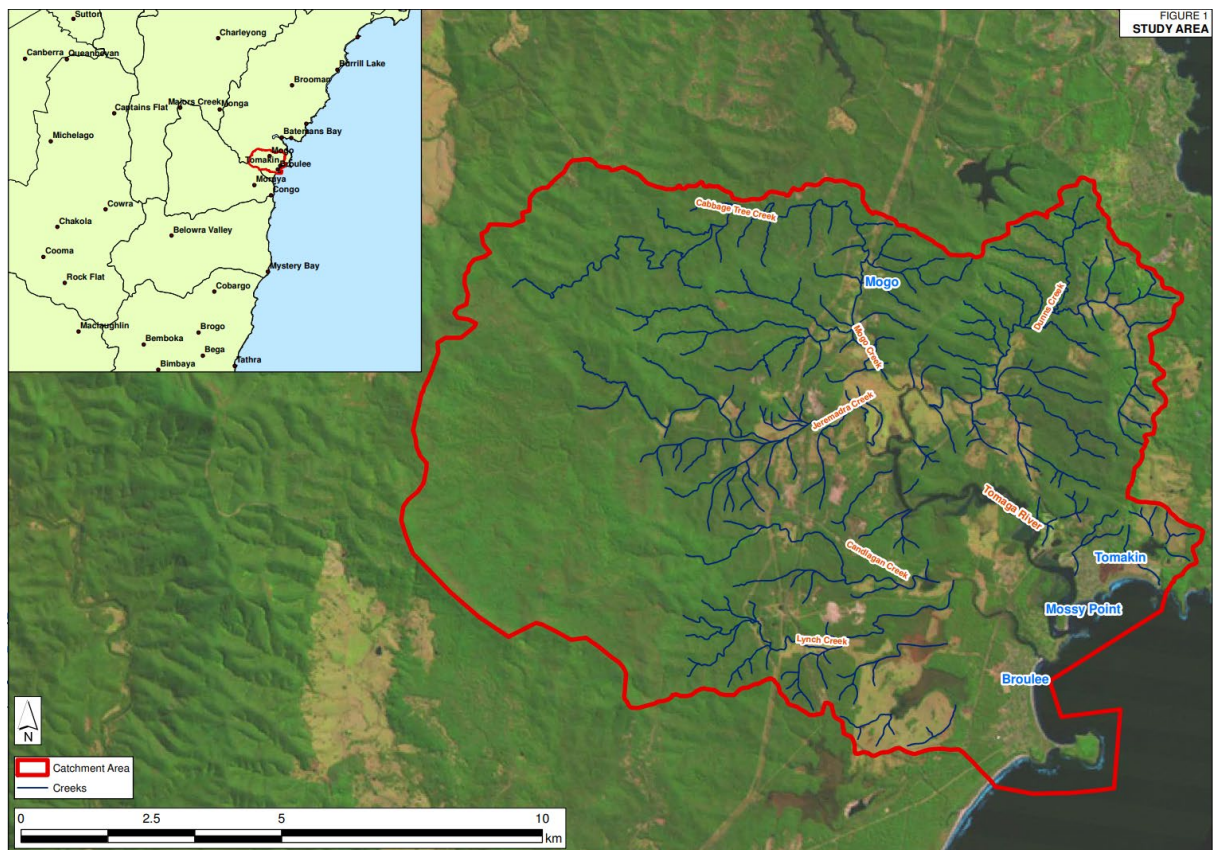 FIGURE 1
STUDY AREA
Sutton
Charleyong
Canberra
Queanbeyan
Burrill Lake
Brooman
Captains Flat
Majors Creek
Monga
Michelago
Batemans Bay
Mogo
Tomakin
Broulee
Moruya
Congo
Cowra
Chakola
Belowra Valley
Cooma
Mystery Bay
Rock Flat
Cobargo
Maclaughlin
Brogo
Bemboka
Bega
Bimbaya
Tathra
Cabbage Tree Creek
Mogo
Dunns Creek
Mogo Creek
Jeremadra Creek
Tomaga River
Candlagan Creek
Tomakin
Mossy Point
Lynch Creek
Broulee
N
Catchment Area
Creeks
0 2.5 5 10
km